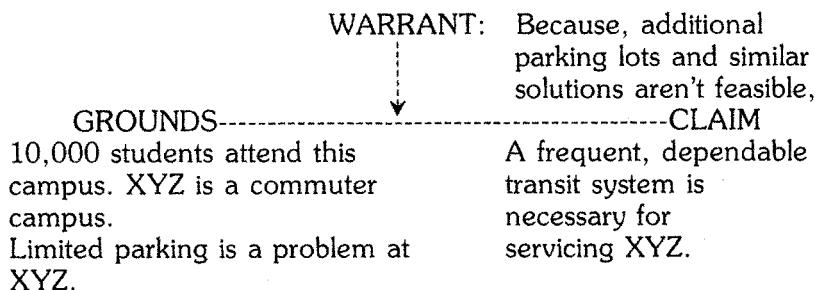 WARRANT: Because, additional
parking lots and similar
solutions aren't feasible,
GROUNDS--------------------------------------------CLAIM
10,000 students attend this
campus. XYZ is a commuter
campus.
Limited parking is a problem at
XYZ.
A frequent, dependable
transit system is
necessary for
servicing XYZ.